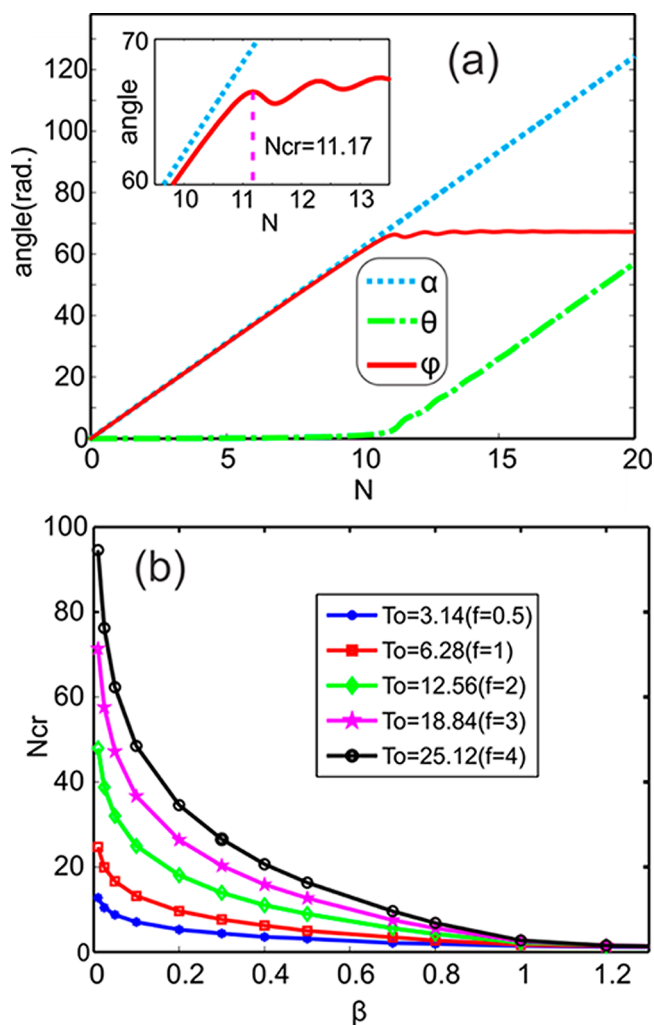 (a)
angle(rad.)
120
100
80
60
40
20
0
0
5
10
15
20
N
70
60
angle
10
11
12
13
N
Ncr=11.17
α
θ
φ
(b)
Ncr
100
80
60
40
20
0
0
0.2
0.4
0.6
0.8
1
1.2
β
To=3.14(f=0.5)
To=6.28(f=1)
To=12.56(f=2)
To=18.84(f=3)
To=25.12(f=4)